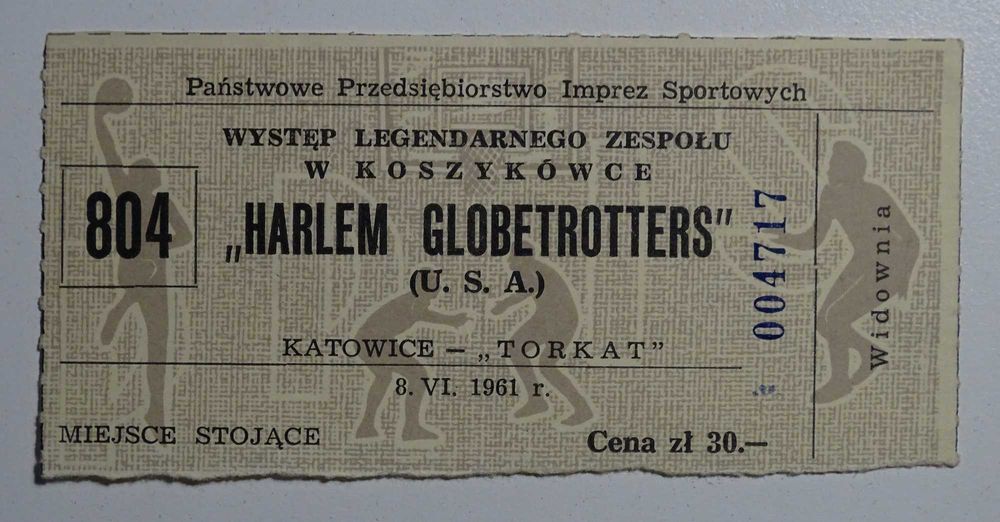 Państwowe Przedsiębiorstwo Imprez Sportowych
WYSTĘP LEGENDARNEGO ZESPOŁU
W KOSZYKÓWCE
804
„HARLEM GLOBETROTTERS"
(U. S. A.)
KATOWICE — „TORKAT"
8. VI. 1961 r.
MIEJSCE STOJĄCE
Cena zł 30.—
004717
Widownia